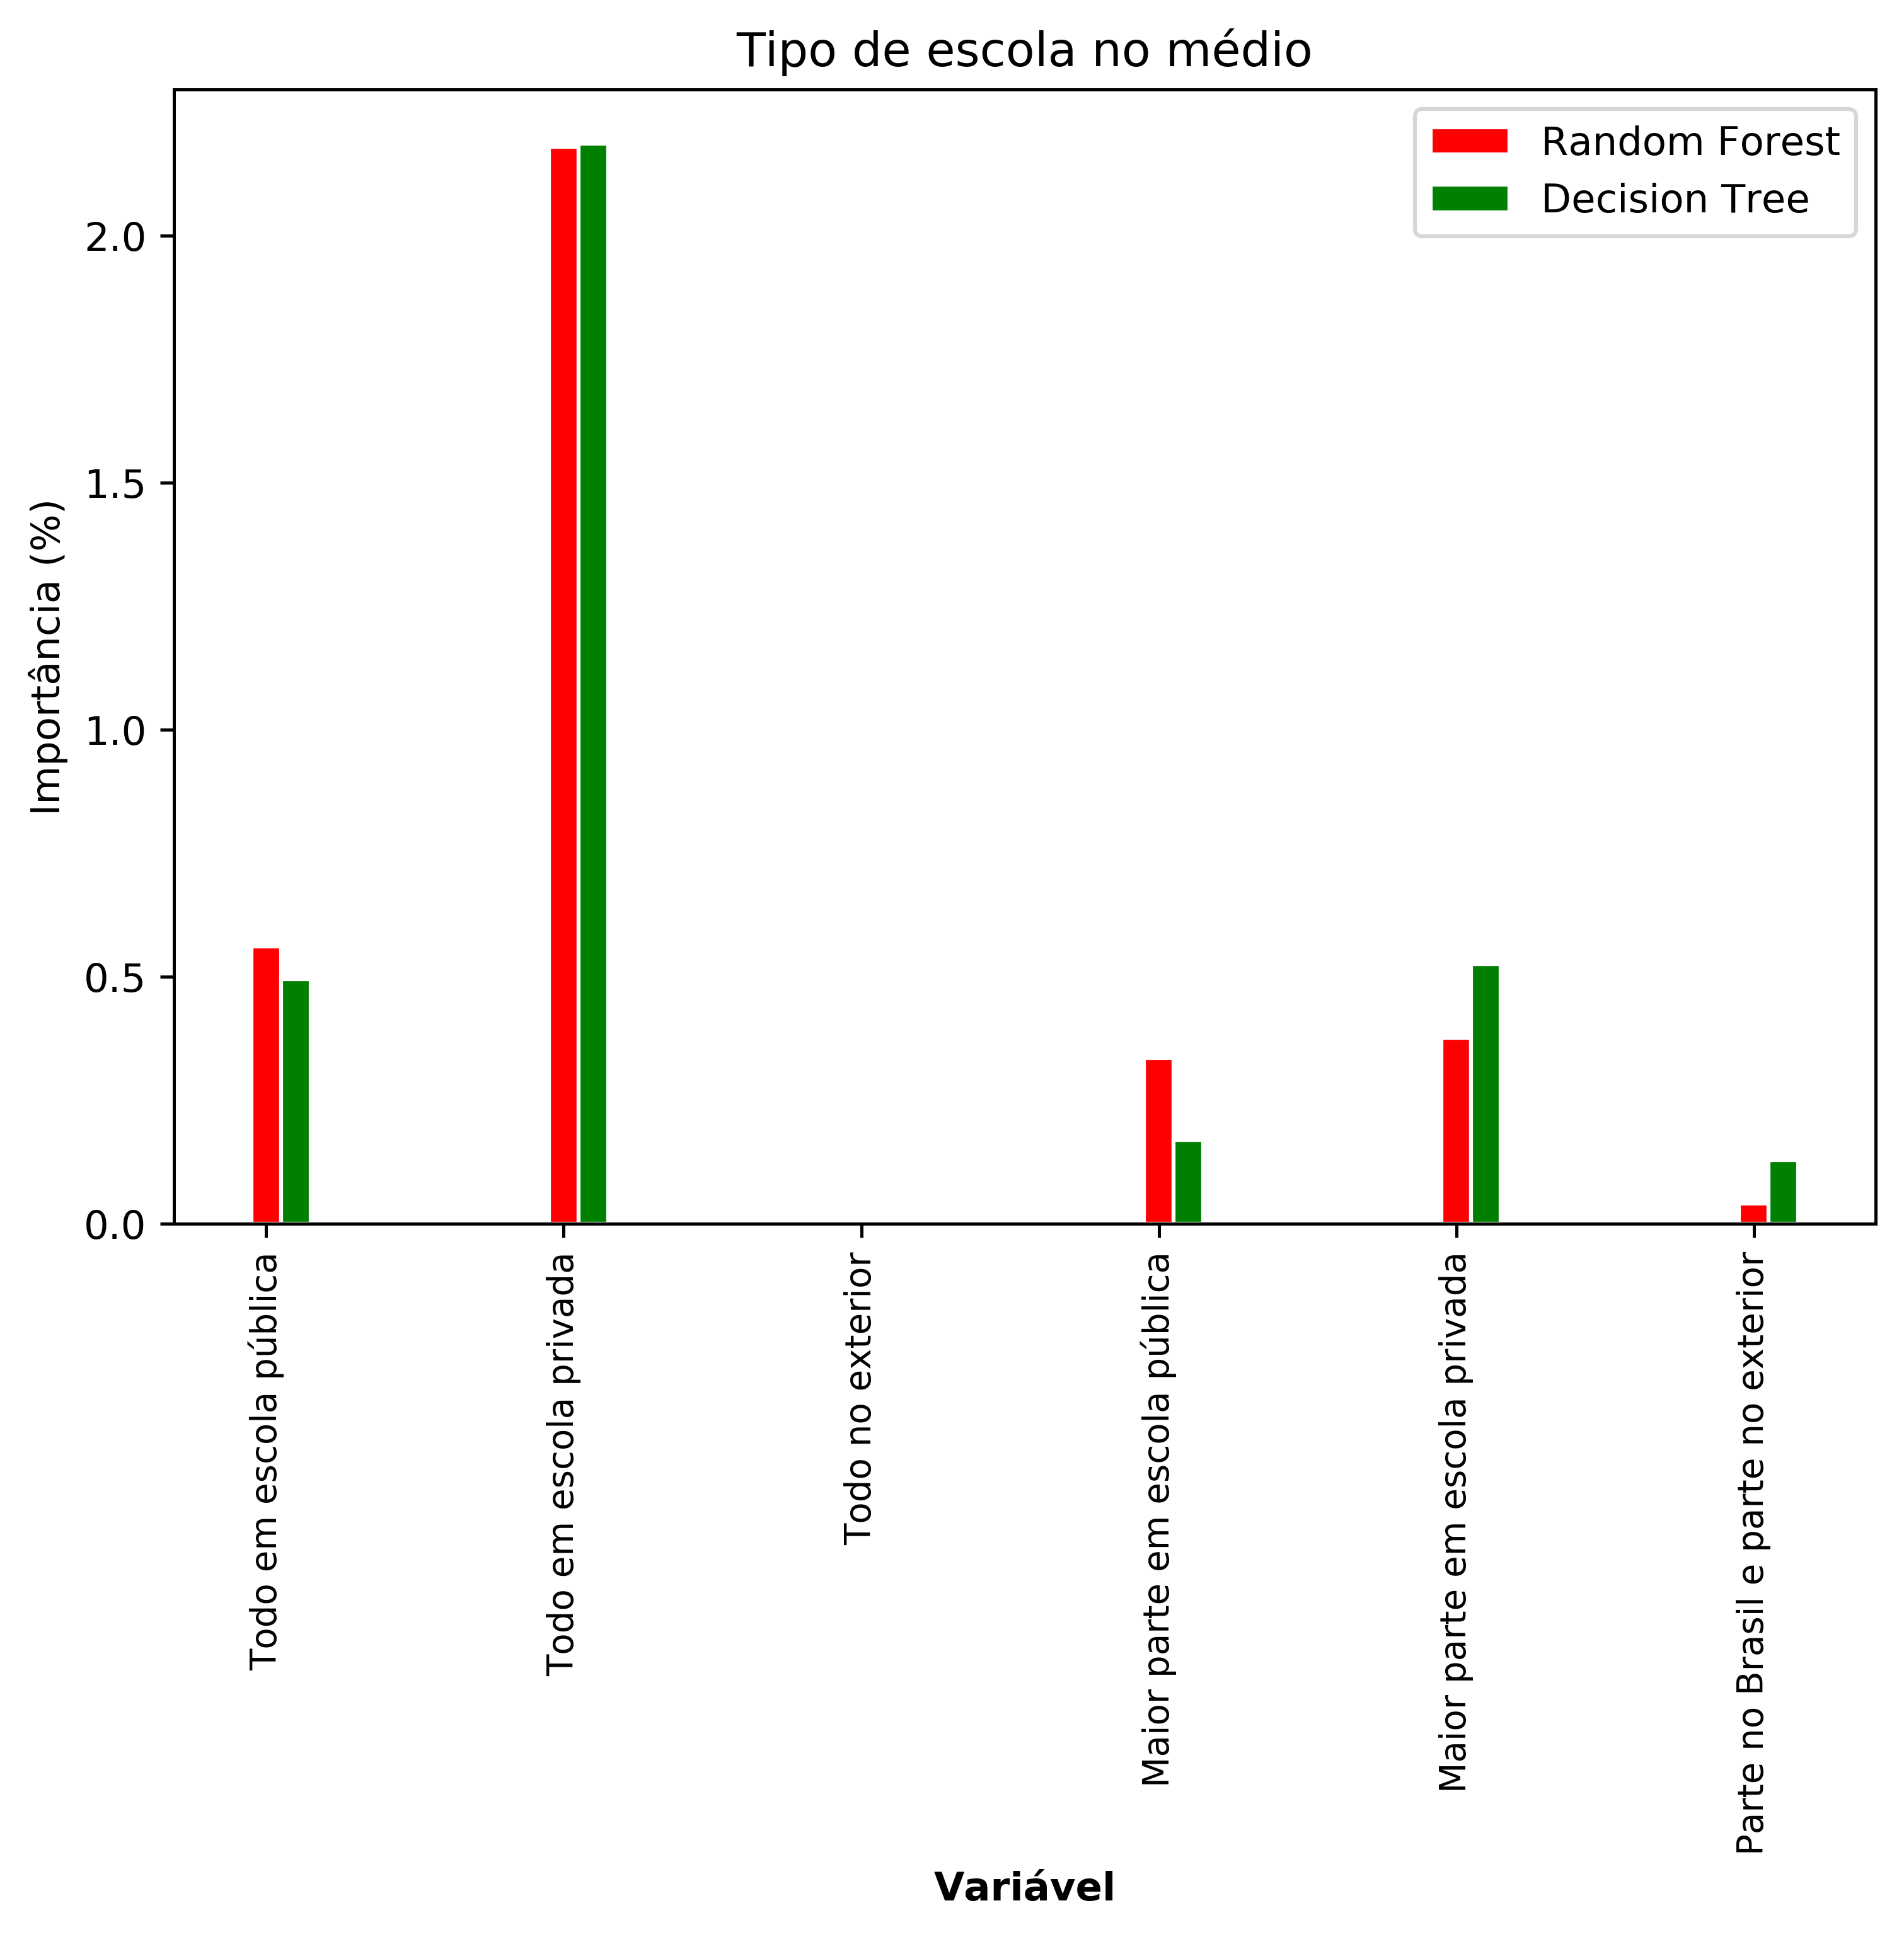 Tipo de escola no médio
Random Forest
Decision Tree
Importância (%)
2.0
1.5
1.0
0.5
0.0
Todo em escola pública
Todo em escola privada
Todo no exterior
Maior parte em escola pública
Maior parte em escola privada
Parte no Brasil e parte no exterior
Variável